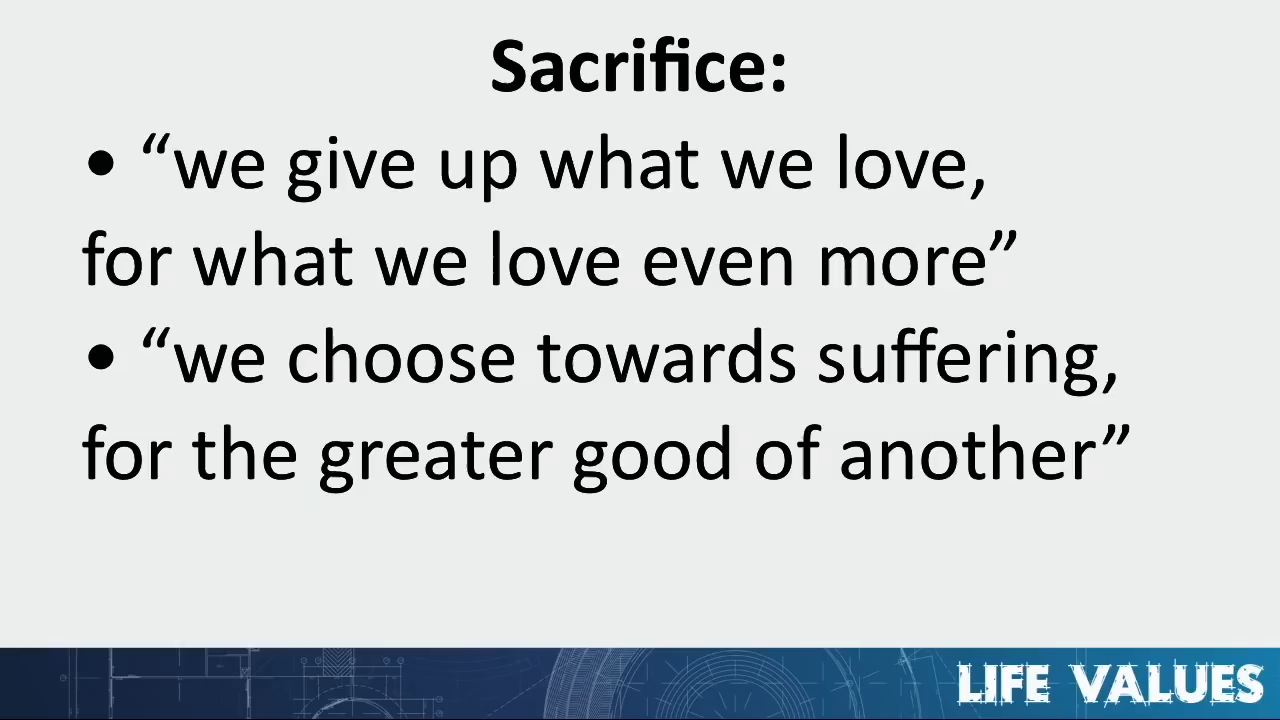 Sacrifice:
• “we give up what we love,
for what we love even more”
• “we choose towards suffering,
for the greater good of another”
LIFE VALUES